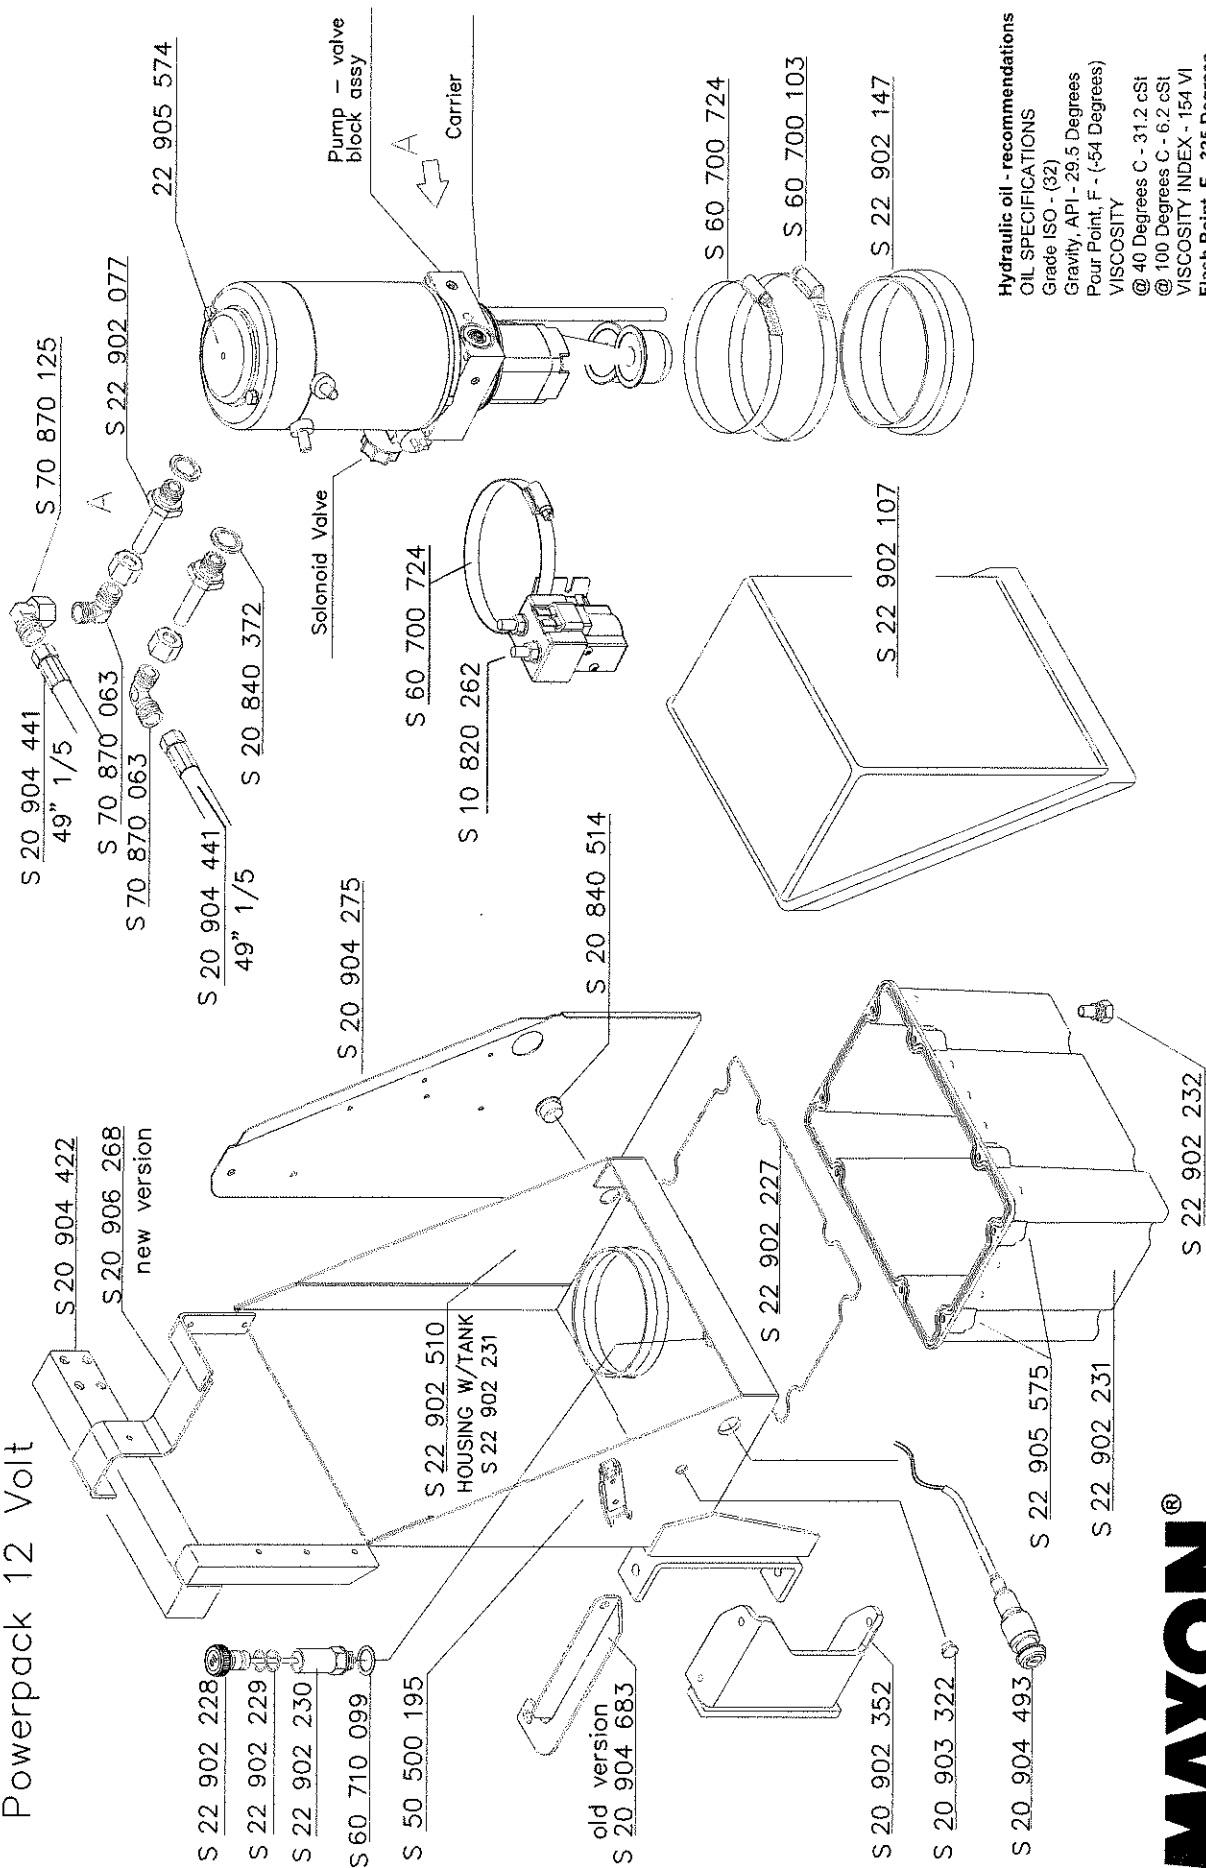 Powerpack 12 Volt
S 20 904 422
S 20 906 268
new version
S 22 902 228
S 22 902 229
S 22 902 230
S 60 710 099
S 50 500 195
old version
S 20 904 683
S 20 902 352
S 20 903 322
S 20 904 493
S 22 902 510
HOUSING W/TANK
S 22 902 231
S 20 904 275
S 20 840 514
S 22 902 227
S 22 905 575
S 22 902 231
S 22 902 232
S 20 904 441
49" 1/5
S 70 870 063
S 70 870 063
S 20 904 441
49" 1/5
S 70 870 125
A
S 22 902 077
S 20 840 372
22 905 574
Solonoid Valve
Pump – valve
block assy
A
Carrier
S 60 700 724
S 10 820 262
S 60 700 724
S 60 700 103
S 22 902 147
S 22 902 107
Hydraulic oil - recommendations
OIL SPECIFICATIONS
Grade ISO - (32)
Gravity, API - 29.5 Degrees
Pour Point, F - (-54 Degrees)
VISCOSITY
@ 40 Degrees C - 31.2 cSt
@ 100 Degrees C - 6.2 cSt
VISCOSITY INDEX - 154 VI
Flash Point, F - 325 Degrees
MAXON®